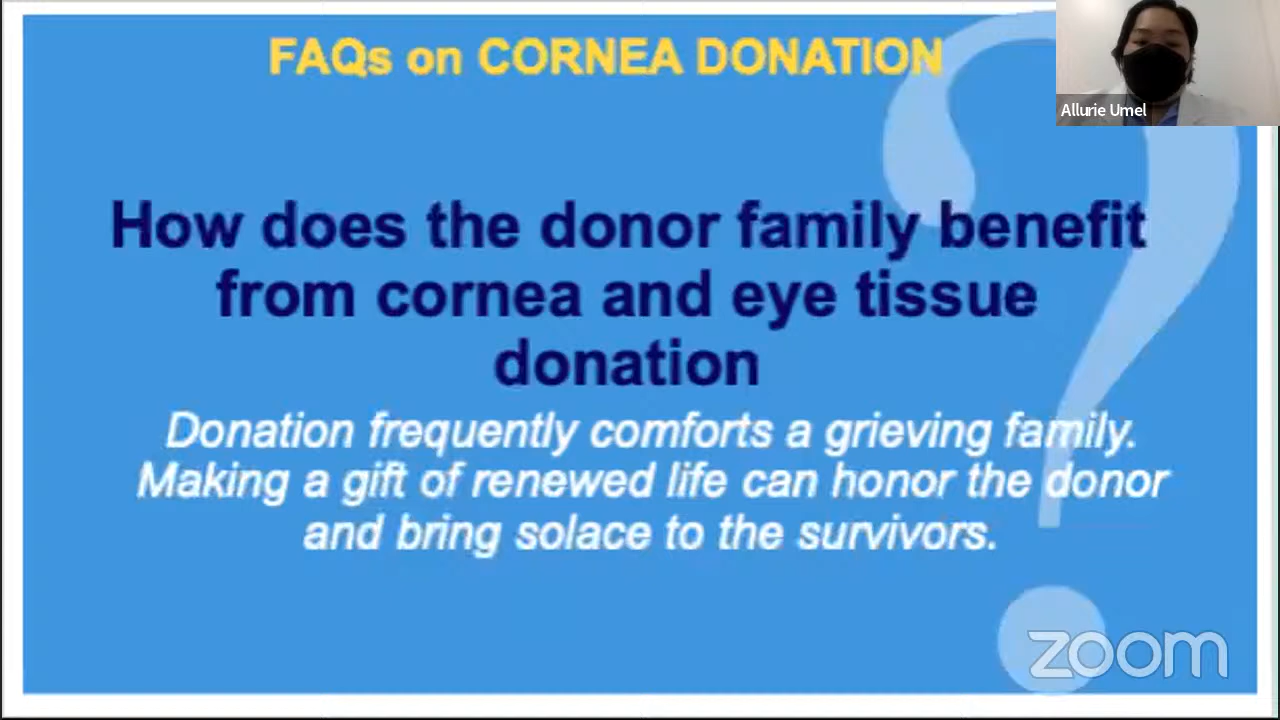 FAQs on CORNEA DONATION
Allurie Umel
How does the donor family benefit
from cornea and eye tissue
donation
Donation frequently comforts a grieving family.
Making a gift of renewed life can honor the donor
and bring solace to the survivors.
zoom